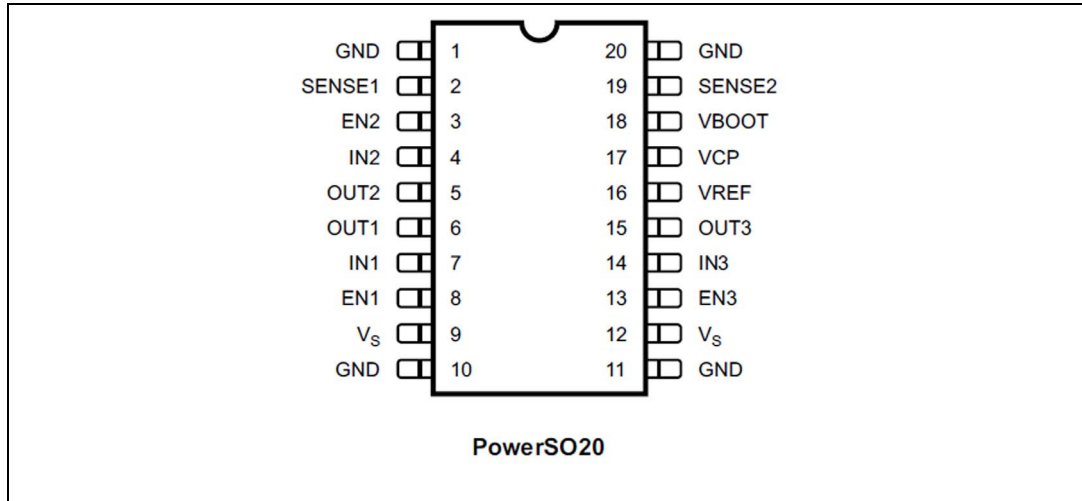 GND 1 20 GND
SENSE1 2 19 SENSE2
EN2 3 18 VBOOT
IN2 4 17 VCP
OUT2 5 16 VREF
OUT1 6 15 OUT3
IN1 7 14 IN3
EN1 8 13 EN3
VS 9 12 VS
GND 10 11 GND
PowerSO20